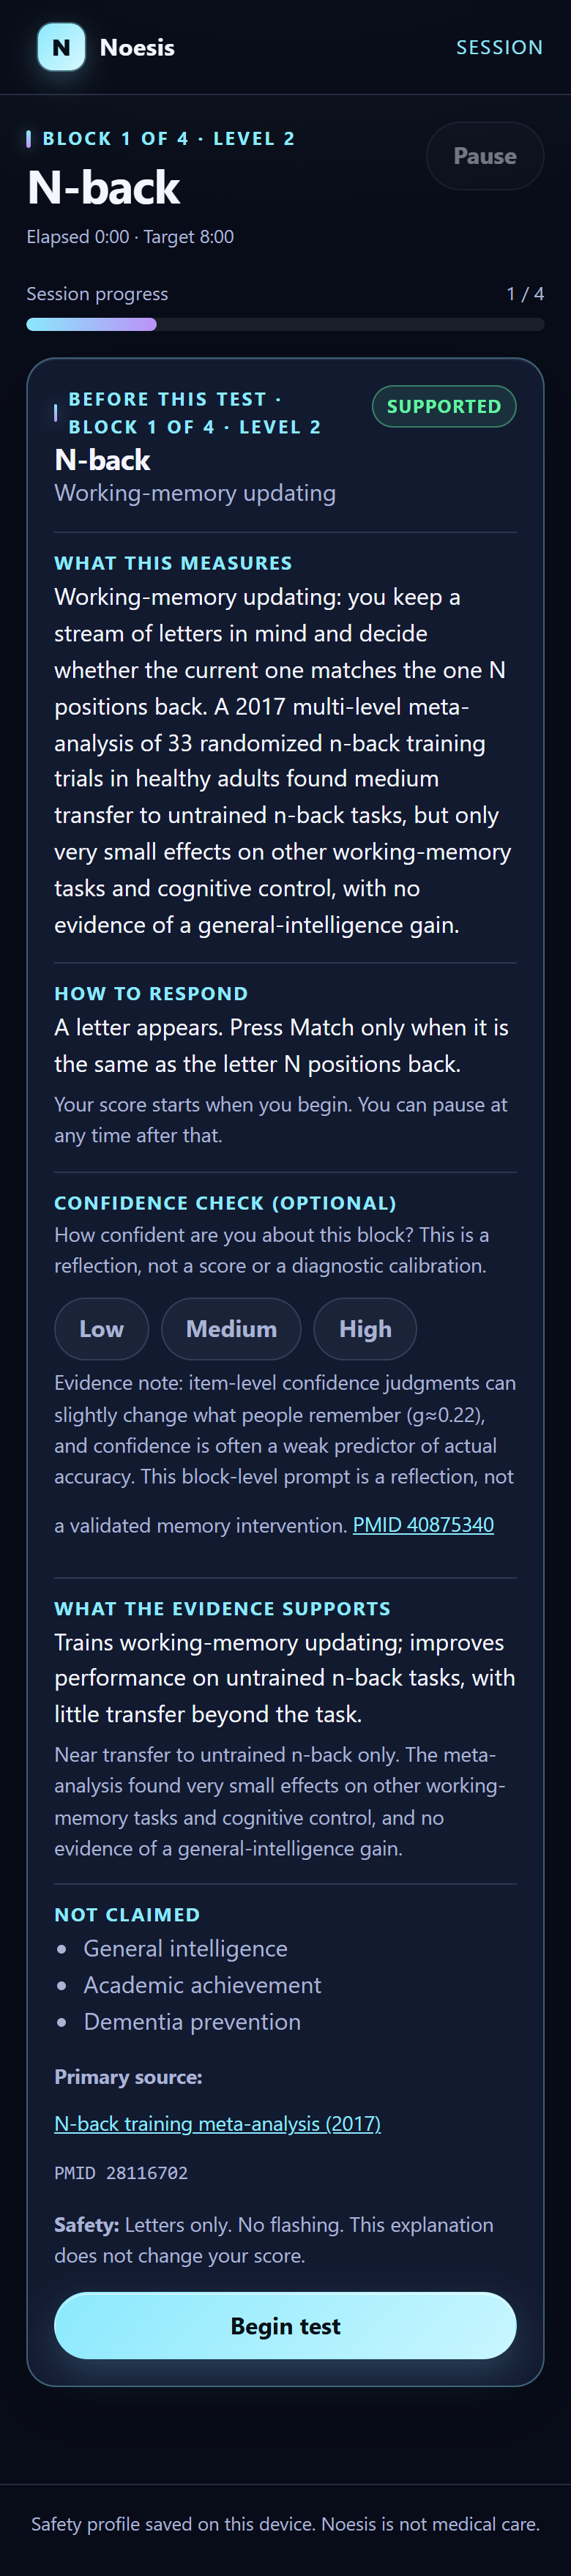 N Noesis
SESSION
BLOCK 1 OF 4 · LEVEL 2
Pause
N-back
Elapsed 0:00 · Target 8:00
Session progress
1 / 4
BEFORE THIS TEST ·
BLOCK 1 OF 4 · LEVEL 2
SUPPORTED
N-back
Working-memory updating
WHAT THIS MEASURES
Working-memory updating: you keep a
stream of letters in mind and decide
whether the current one matches the one N
positions back. A 2017 multi-level meta-
analysis of 33 randomized n-back training
trials in healthy adults found medium
transfer to untrained n-back tasks, but only
very small effects on other working-memory
tasks and cognitive control, with no
evidence of a general-intelligence gain.
HOW TO RESPOND
A letter appears. Press Match only when it is
the same as the letter N positions back.
Your score starts when you begin. You can pause at
any time after that.
CONFIDENCE CHECK (OPTIONAL)
How confident are you about this block? This is a
reflection, not a score or a diagnostic calibration.
Low
Medium
High
Evidence note: item-level confidence judgments can
slightly change what people remember (g≈0.22),
and confidence is often a weak predictor of actual
accuracy. This block-level prompt is a reflection, not
a validated memory intervention. PMID 40875340
WHAT THE EVIDENCE SUPPORTS
Trains working-memory updating; improves
performance on untrained n-back tasks, with
little transfer beyond the task.
Near transfer to untrained n-back only. The meta-
analysis found very small effects on other working-
memory tasks and cognitive control, and no
evidence of a general-intelligence gain.
NOT CLAIMED
• General intelligence
• Academic achievement
• Dementia prevention
Primary source:
N-back training meta-analysis (2017)
PMID 28116702
Safety: Letters only. No flashing. This explanation
does not change your score.
Begin test
Safety profile saved on this device. Noesis is not medical care.